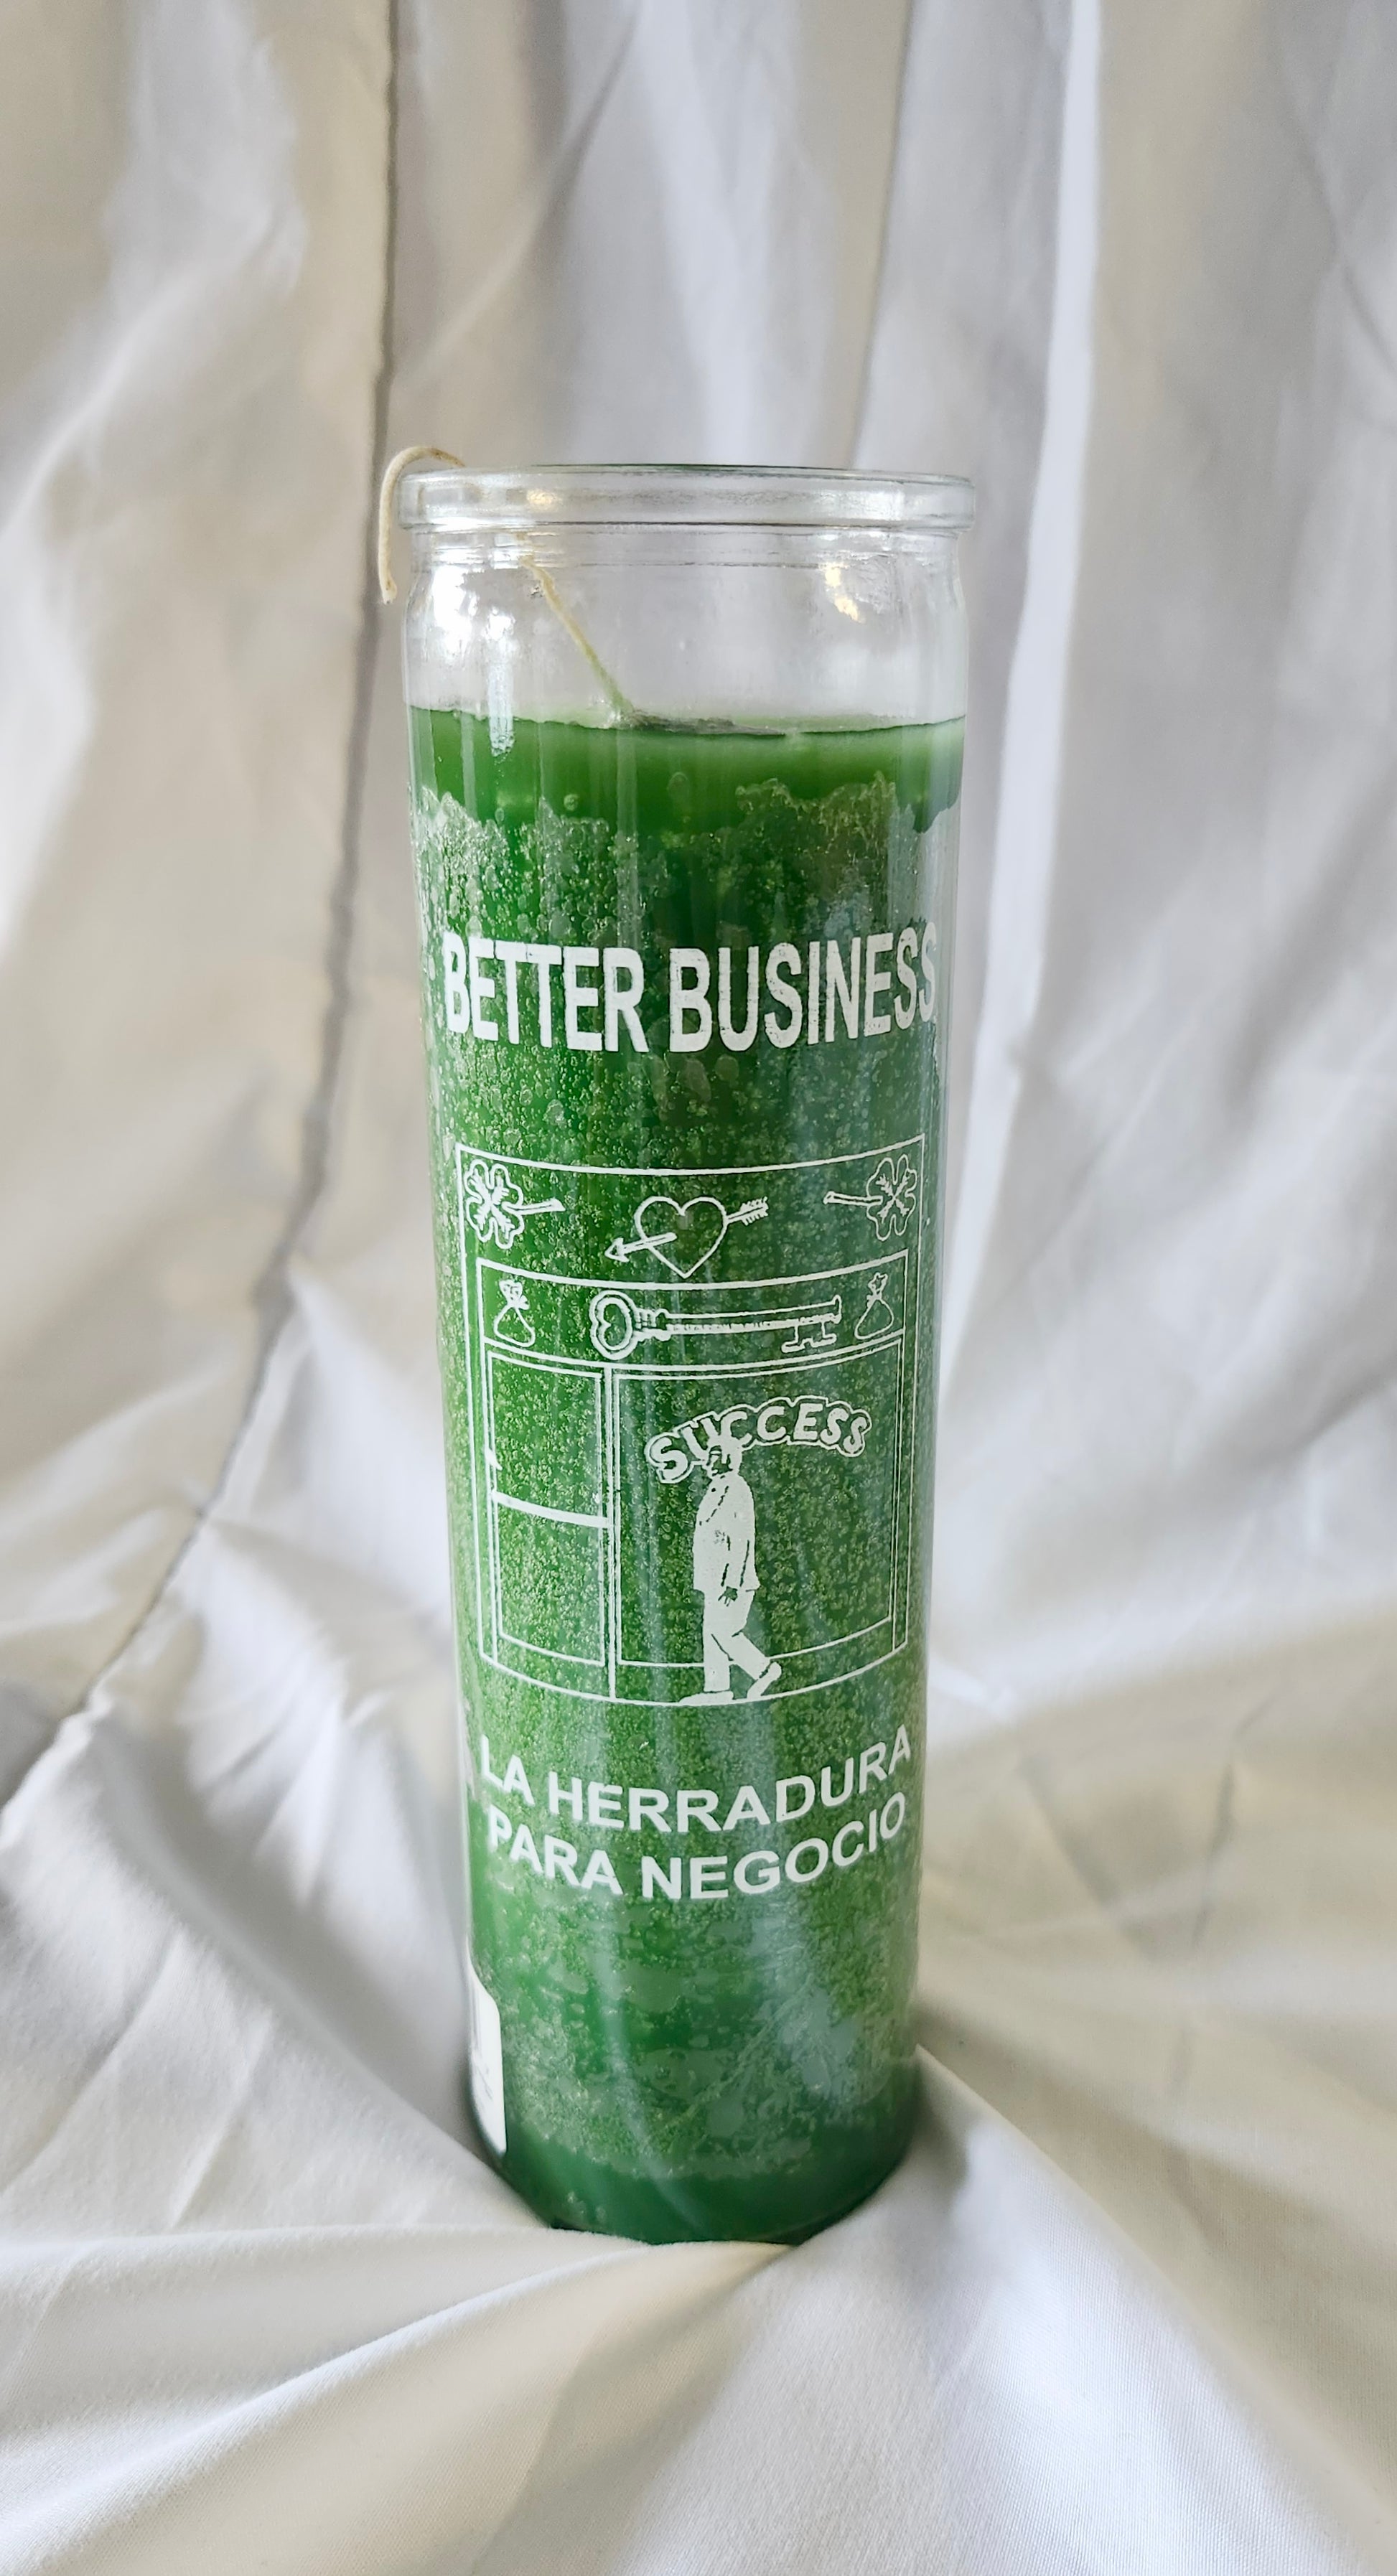 BETTER BUSINESS
SUCCESS
LA HERRADURA
PARA NEGOCIO